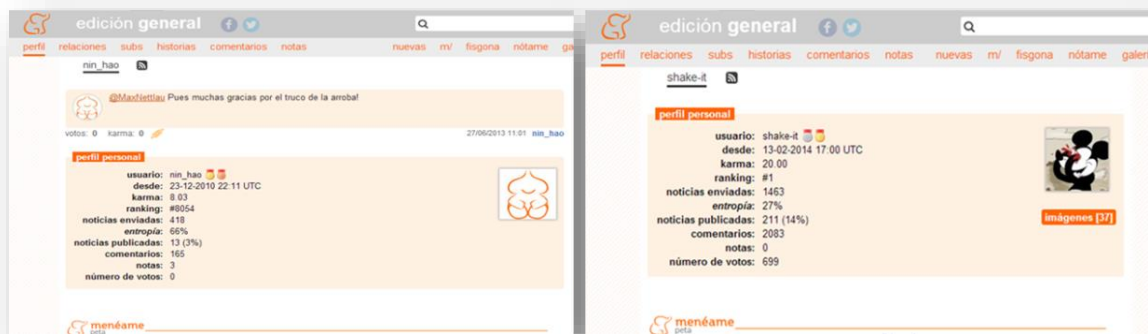 edición general
perfil relaciones subs historias comentarios notas nuevas m/ fisgona nótame
nin_hao
@MaxNettlau Pues muchas gracias por el truco de la arroba!
votos: 0 karma: 0 27/06/2013 11:01 nin_hao
perfil personal
usuario: nin_hao
desde: 23-12-2010 22:11 UTC
karma: 8.03
ranking: #8054
noticias enviadas: 418
entropía: 66%
noticias publicadas: 13 (3%)
comentarios: 165
notas: 3
número de votos: 0
menéame
peta
edición general
perfil relaciones subs historias comentarios notas nuevas m/ fisgona nótame galerí
shake-it
perfil personal
usuario: shake-it
desde: 13-02-2014 17:00 UTC
karma: 20.00
ranking: #1
noticias enviadas: 1463
entropía: 27%
noticias publicadas: 211 (14%)
comentarios: 2083
notas: 0
número de votos: 699
imágenes [37]
menéame
peta